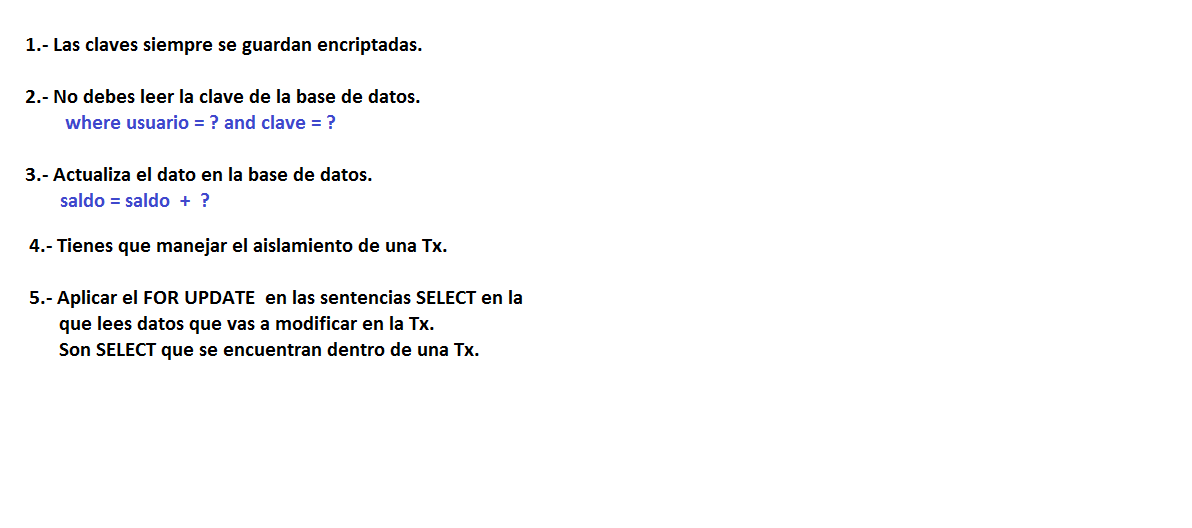 1.- Las claves siempre se guardan encriptadas.
2.- No debes leer la clave de la base de datos.
where usuario = ? and clave = ?
3.- Actualiza el dato en la base de datos.
saldo = saldo + ?
4.- Tienes que manejar el aislamiento de una Tx.
5.- Aplicar el FOR UPDATE en las sentencias SELECT en la
que lees datos que vas a modificar en la Tx.
Son SELECT que se encuentran dentro de una Tx.